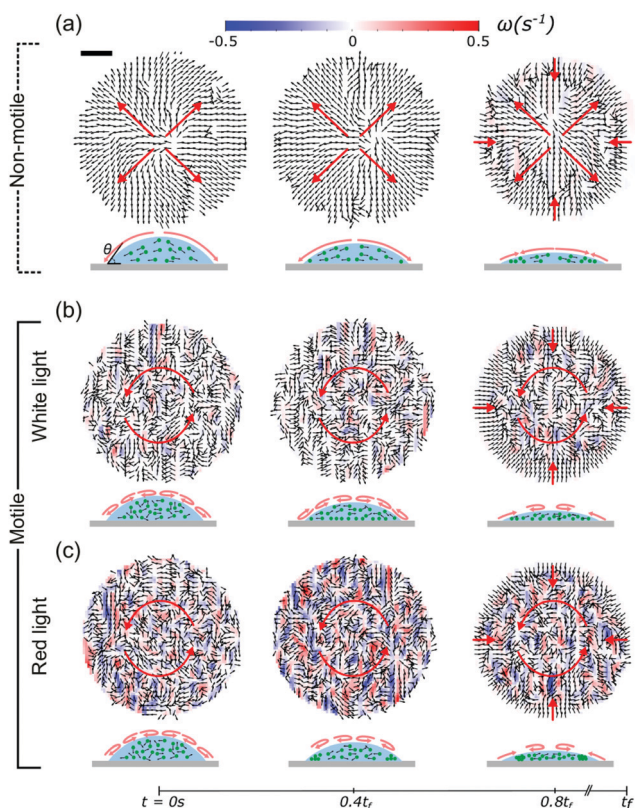 (a)
-0.5 0 0.5 ω(s⁻¹)
Non-motile
θ
(b)
White light
Motile
(c)
Red light
t = 0s 0.4t_f 0.8t_f t_f